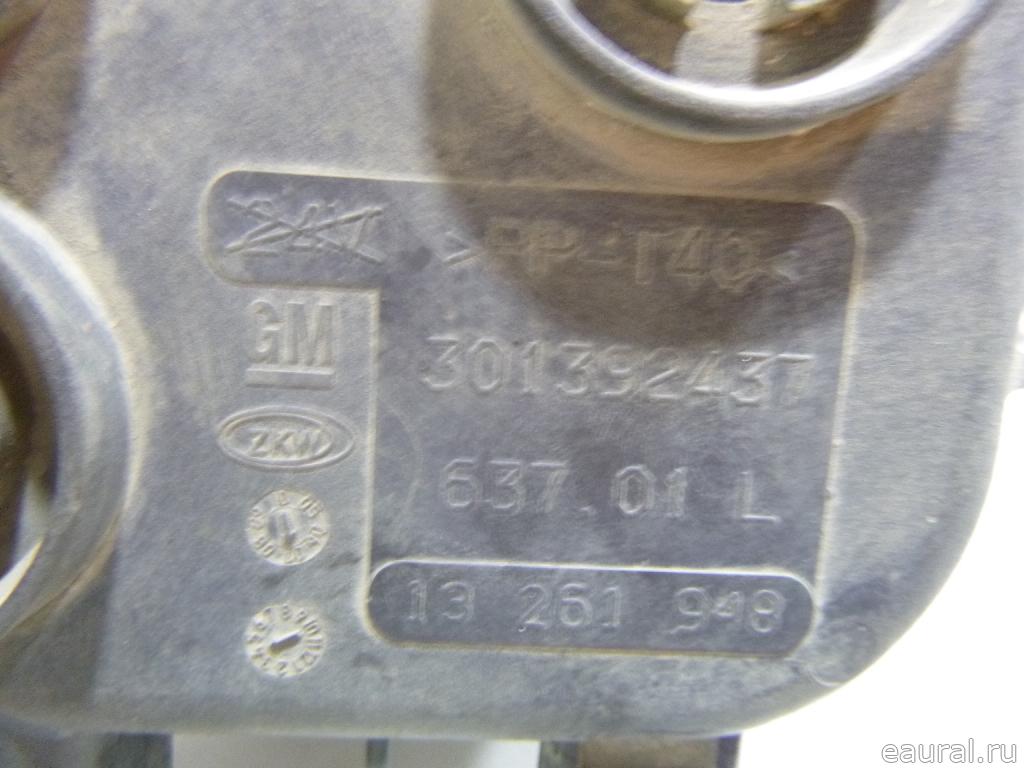 >PP-T40<
GM
301392437
ZKW
637.01 L
13 261 948
eaural.ru